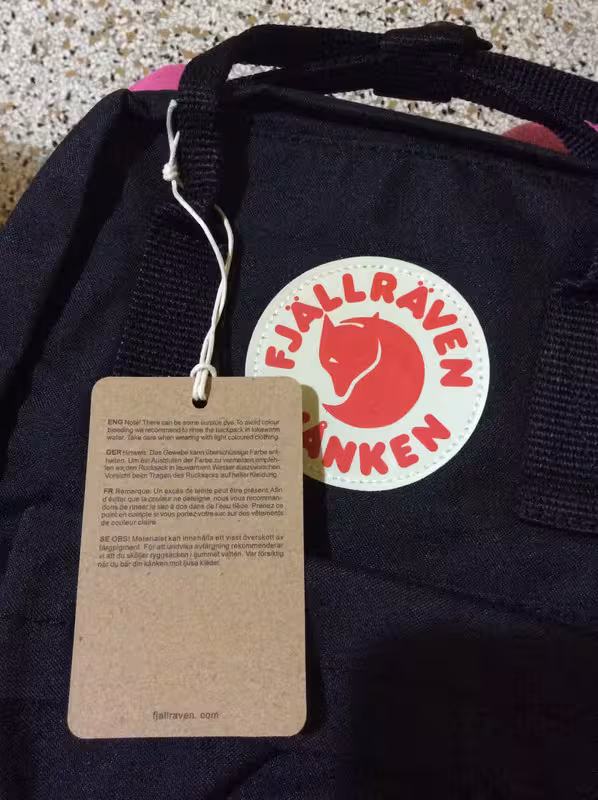 FJÄLLRÄVEN
KÅNKEN
ENG Note! There can be some surplus dye. To avoid colour
bleeding we recommend to rinse the backpack in lukewarm
water. Take care when wearing with light coloured clothing.
GER Hinweis: Das Gewebe kann überschüssige Farbe ent-
halten. Um ein Ausbluten der Farbe zu vermeiden empfeh-
len wir den Rucksack in lauwarmem Wasser auszuwaschen.
Vorsicht beim Tragen des Rucksacks auf heller Kleidung.
FR Remarque: Un excés de teinte peut être présent. Afin
d'éviter que la couleur ne déteigne, nous vous recomman-
dons de rincer le sac à dos dans de l'eau tiède. Prenez ce
point en compte si vous portez votre sac sur des vêtements
de couleur claire.
SE OBS! Materialet kan innehålla ett visst överskott av
färgpigment. För att undvika avfärgning rekommenderar
vi att du sköljer ryggsäcken i ljummet vatten. Var försiktig
när du bär din kånken mot ljusa kläder.
fjallraven. com